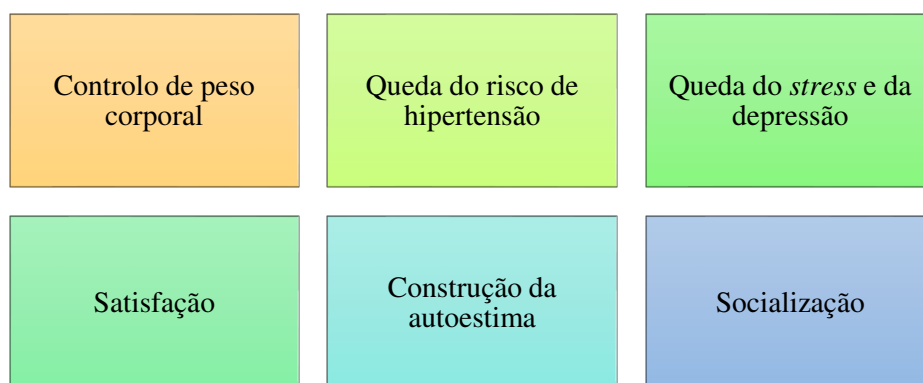 Controlo de peso
corporal
Queda do risco de
hipertensão
Queda do stress e da
depressão
Satisfação
Construção da
autoestima
Socialização